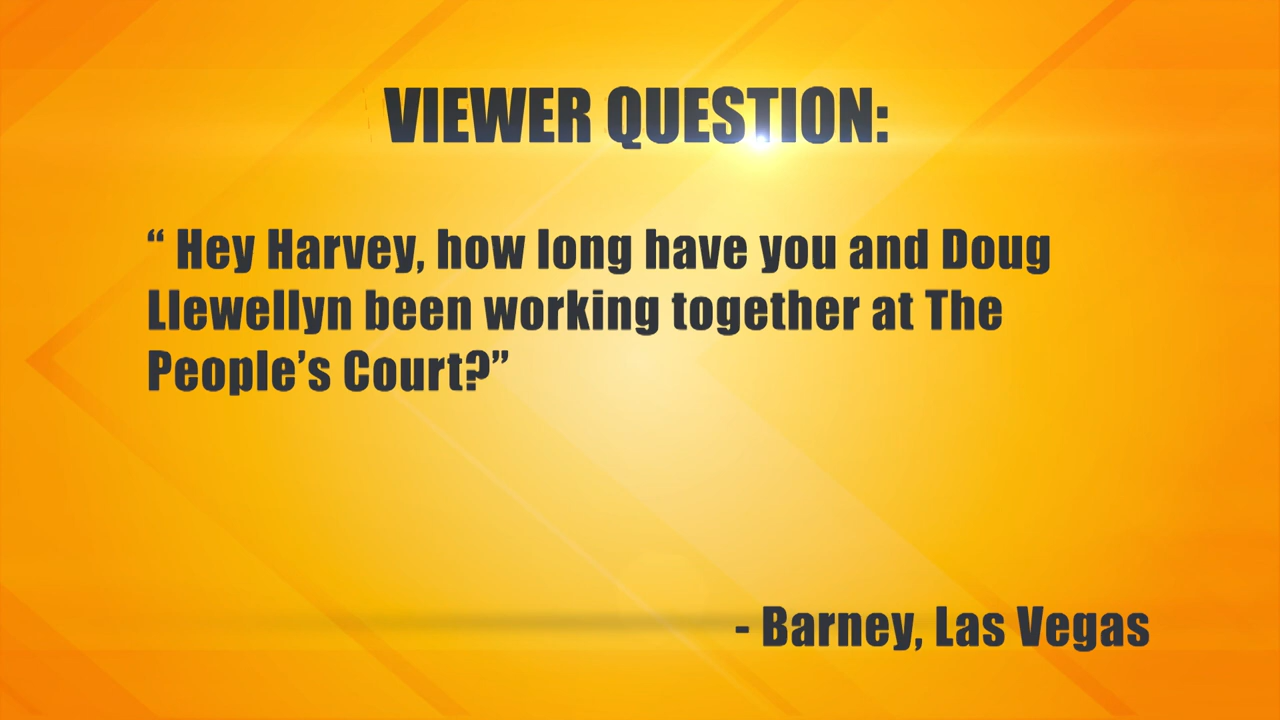 VIEWER QUESTION:
“ Hey Harvey, how long have you and Doug
Llewellyn been working together at The
People’s Court?”
- Barney, Las Vegas